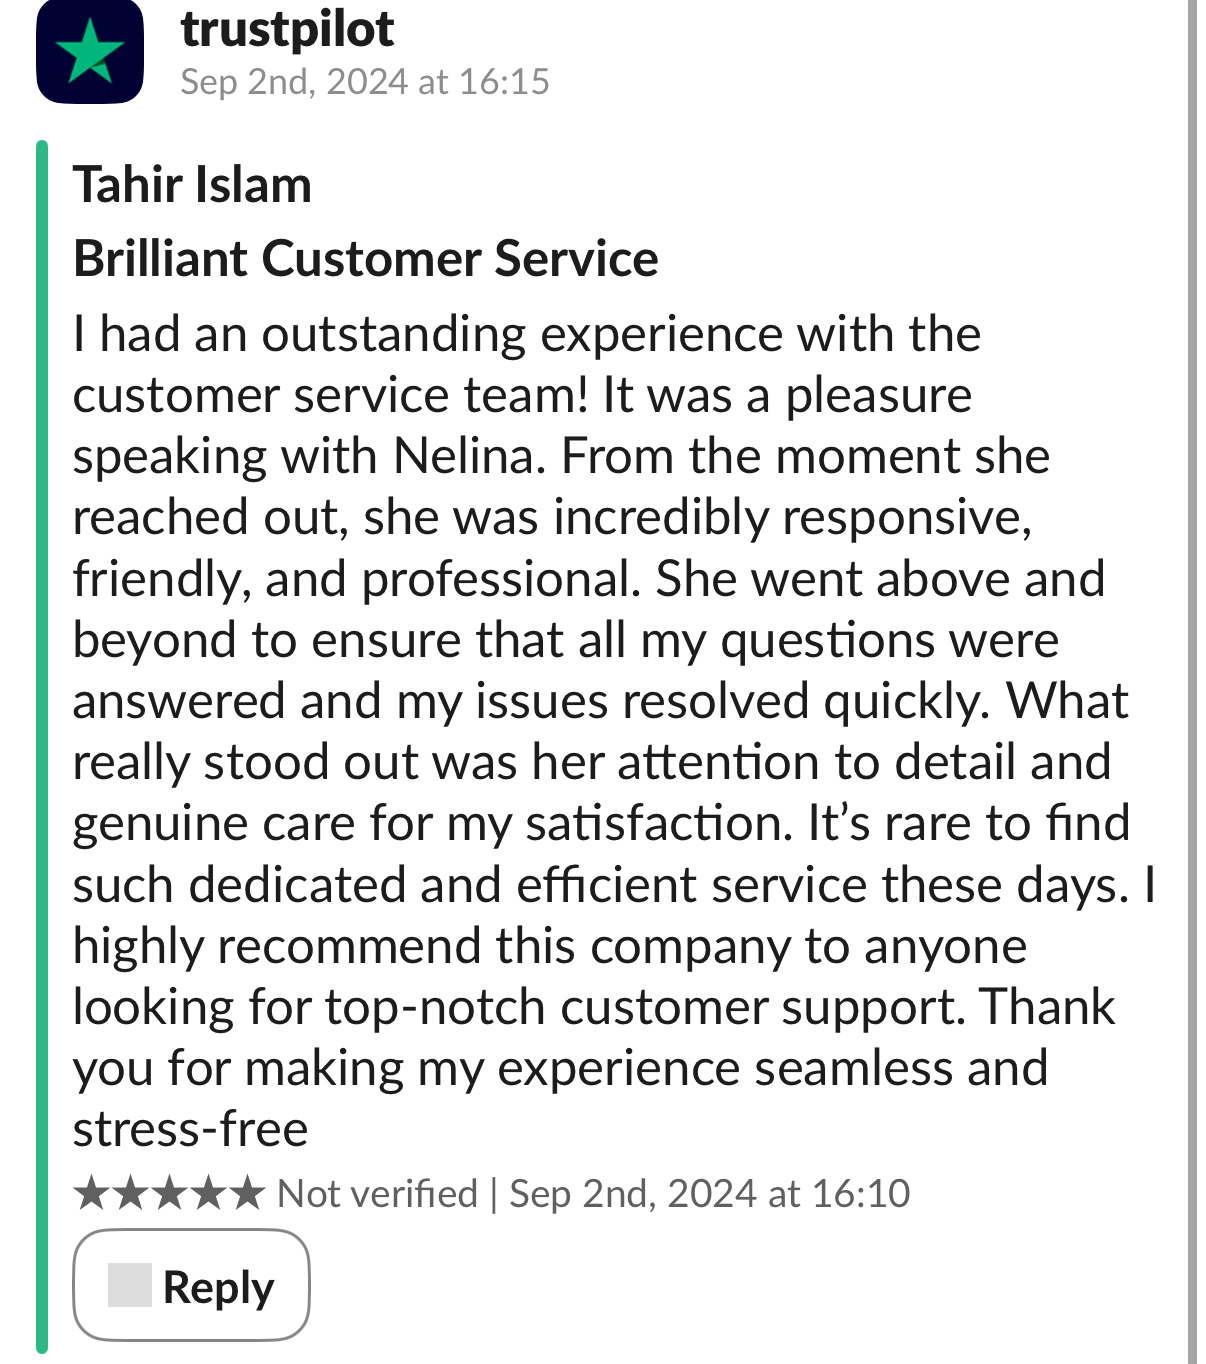 trustpilot
Sep 2nd, 2024 at 16:15
Tahir Islam
Brilliant Customer Service
I had an outstanding experience with the
customer service team! It was a pleasure
speaking with Nelina. From the moment she
reached out, she was incredibly responsive,
friendly, and professional. She went above and
beyond to ensure that all my questions were
answered and my issues resolved quickly. What
really stood out was her attention to detail and
genuine care for my satisfaction. It’s rare to find
such dedicated and efficient service these days. I
highly recommend this company to anyone
looking for top-notch customer support. Thank
you for making my experience seamless and
stress-free
★★★★★ Not verified | Sep 2nd, 2024 at 16:10
Reply